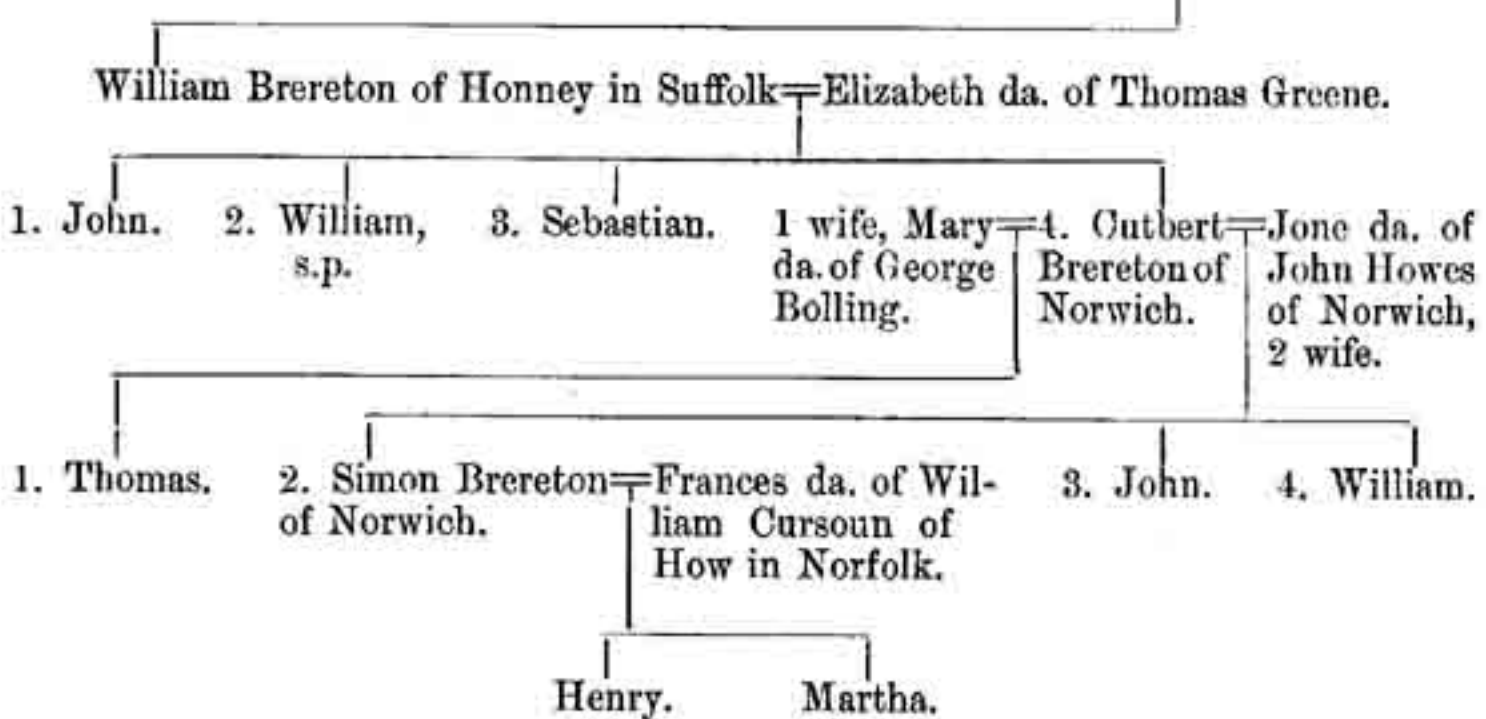 William Brereton of Honney in Suffolk=Elizabeth da. of Thomas Greene.
1. John.
2. William,
s.p.
3. Sebastian.
1 wife, Mary
da. of George
Bolling.
=4. Cutbert=
Brereton of
Norwich.
Jone da. of
John Howes
of Norwich,
2 wife.
1. Thomas.
2. Simon Brereton=
of Norwich.
Frances da. of Wil-
liam Cursoun of
How in Norfolk.
3. John.
4. William.
Henry.
Martha.